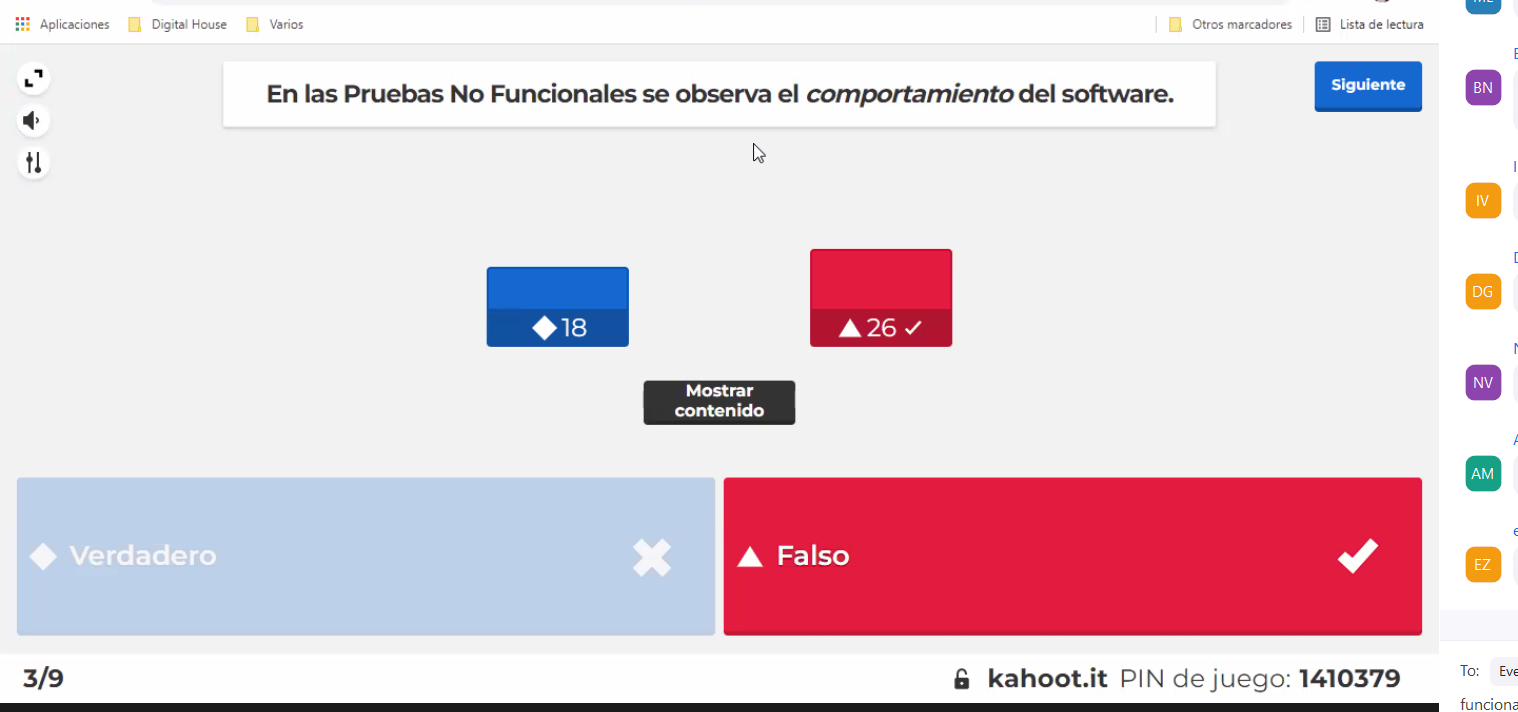 Aplicaciones Digital House Varios Otros marcadores Lista de lectura
En las Pruebas No Funcionales se observa el comportamiento del software.
Siguiente
BN
IV
18
26
DG
Mostrar
contenido
NV
AM
Verdadero
Falso
EZ
3/9
kahoot.it PIN de juego: 1410379
To: